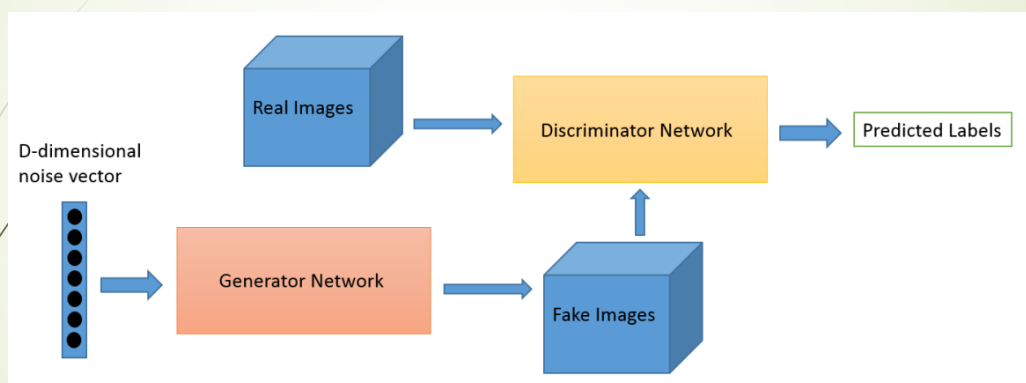 Real Images
Discriminator Network
Predicted Labels
D-dimensional
noise vector
Generator Network
Fake Images